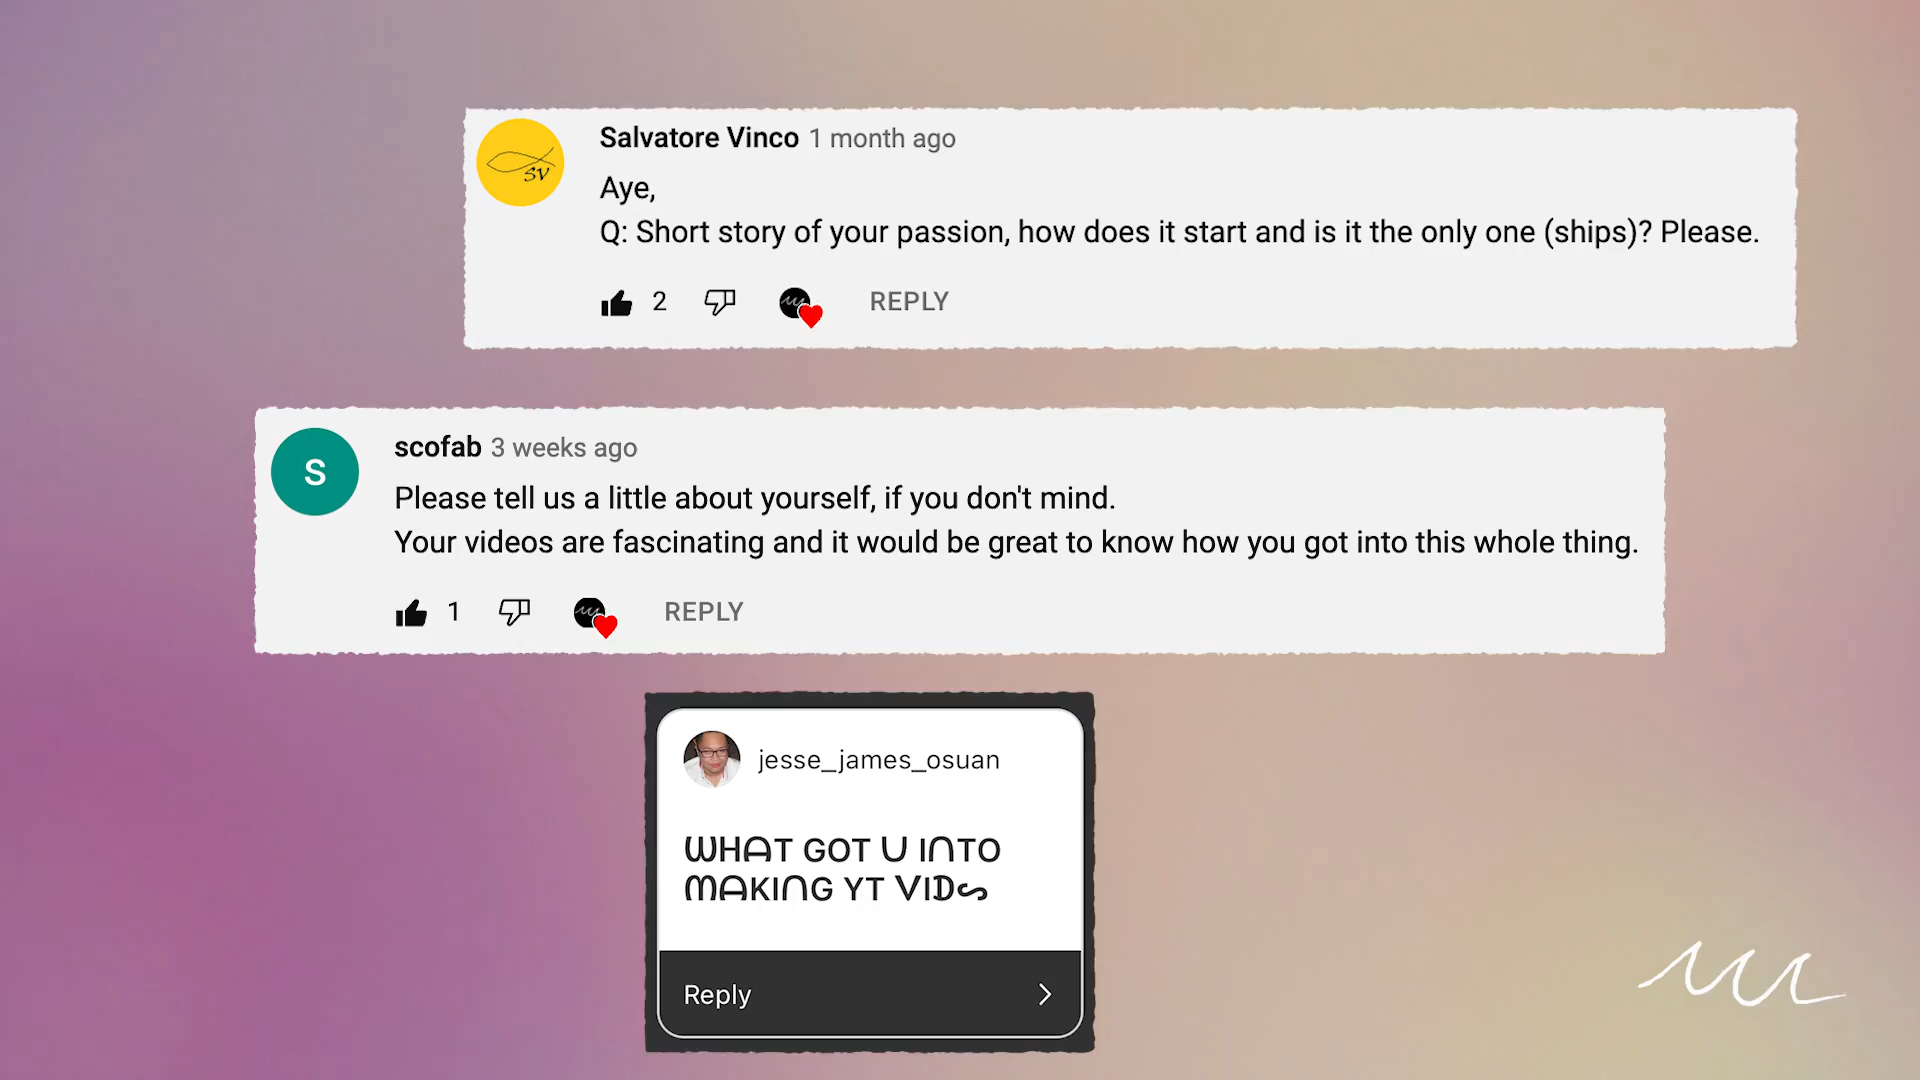 Salvatore Vinco 1 month ago
SV
Aye,
Q: Short story of your passion, how does it start and is it the only one (ships)? Please.
2
REPLY
scofab 3 weeks ago
S
Please tell us a little about yourself, if you don't mind.
Your videos are fascinating and it would be great to know how you got into this whole thing.
1
REPLY
jesse_james_osuan
WHAT GOT U INTO
MAKING YT VIDS
Reply